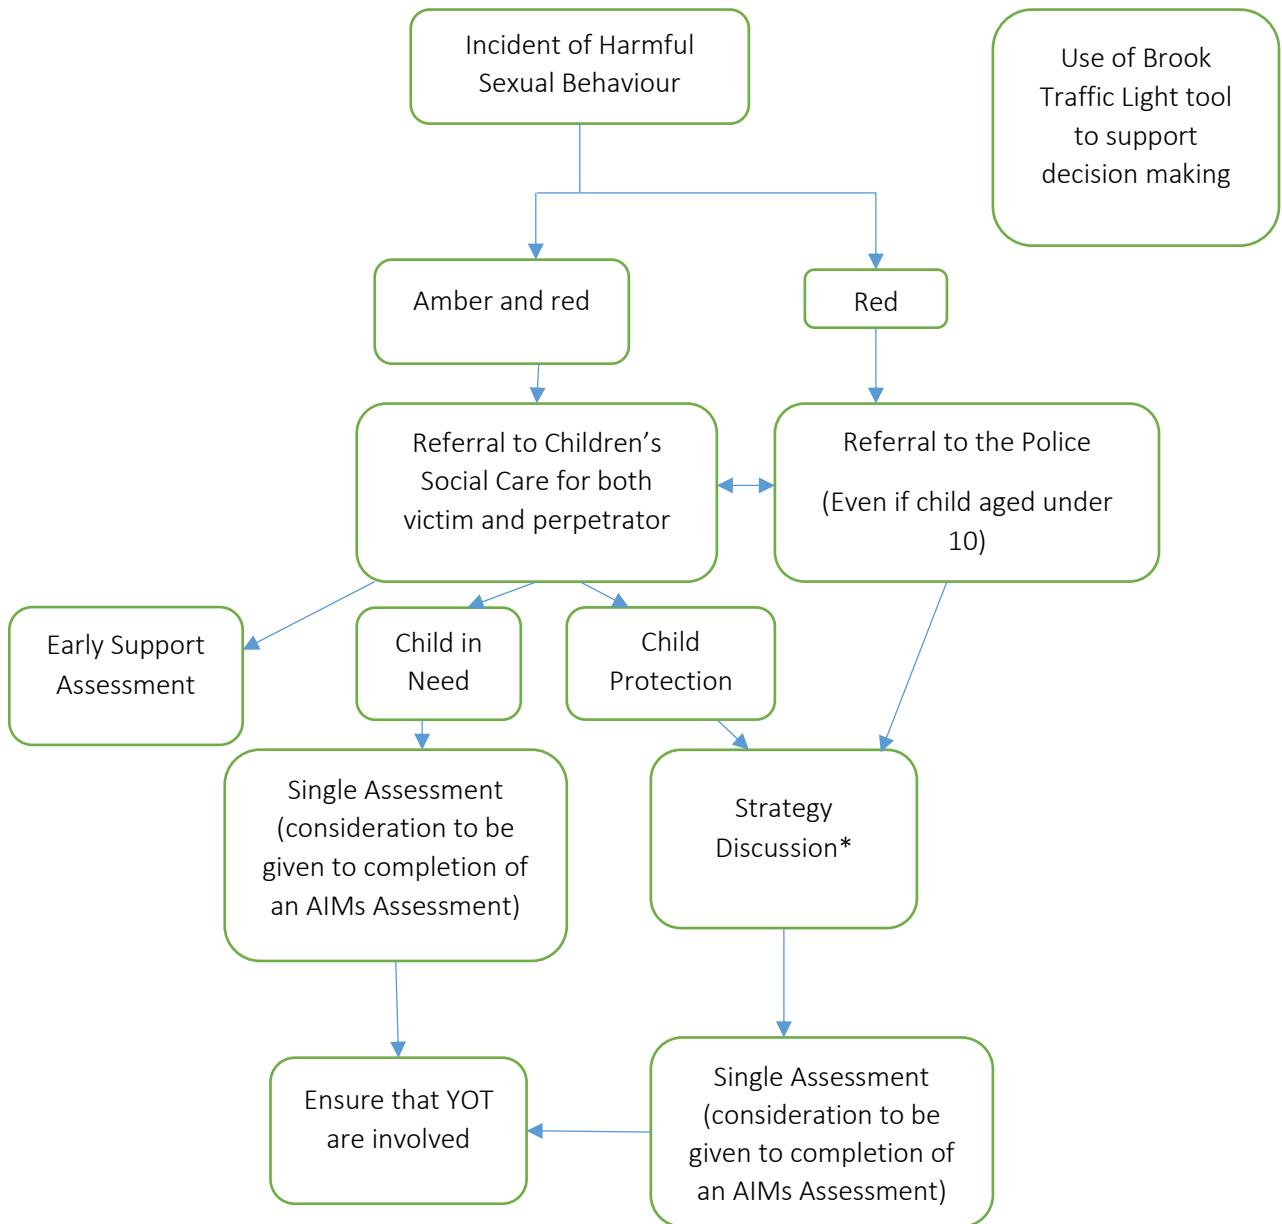 Incident of Harmful
Sexual Behaviour
Use of Brook
Traffic Light tool
to support
decision making
Amber and red
Red
Referral to Children’s
Social Care for both
victim and perpetrator
Referral to the Police
(Even if child aged under
10)
Early Support
Assessment
Child in
Need
Child
Protection
Single Assessment
(consideration to be
given to completion of
an AIMs Assessment)
Strategy
Discussion*
Ensure that YOT
are involved
Single Assessment
(consideration to be
given to completion of
an AIMs Assessment)